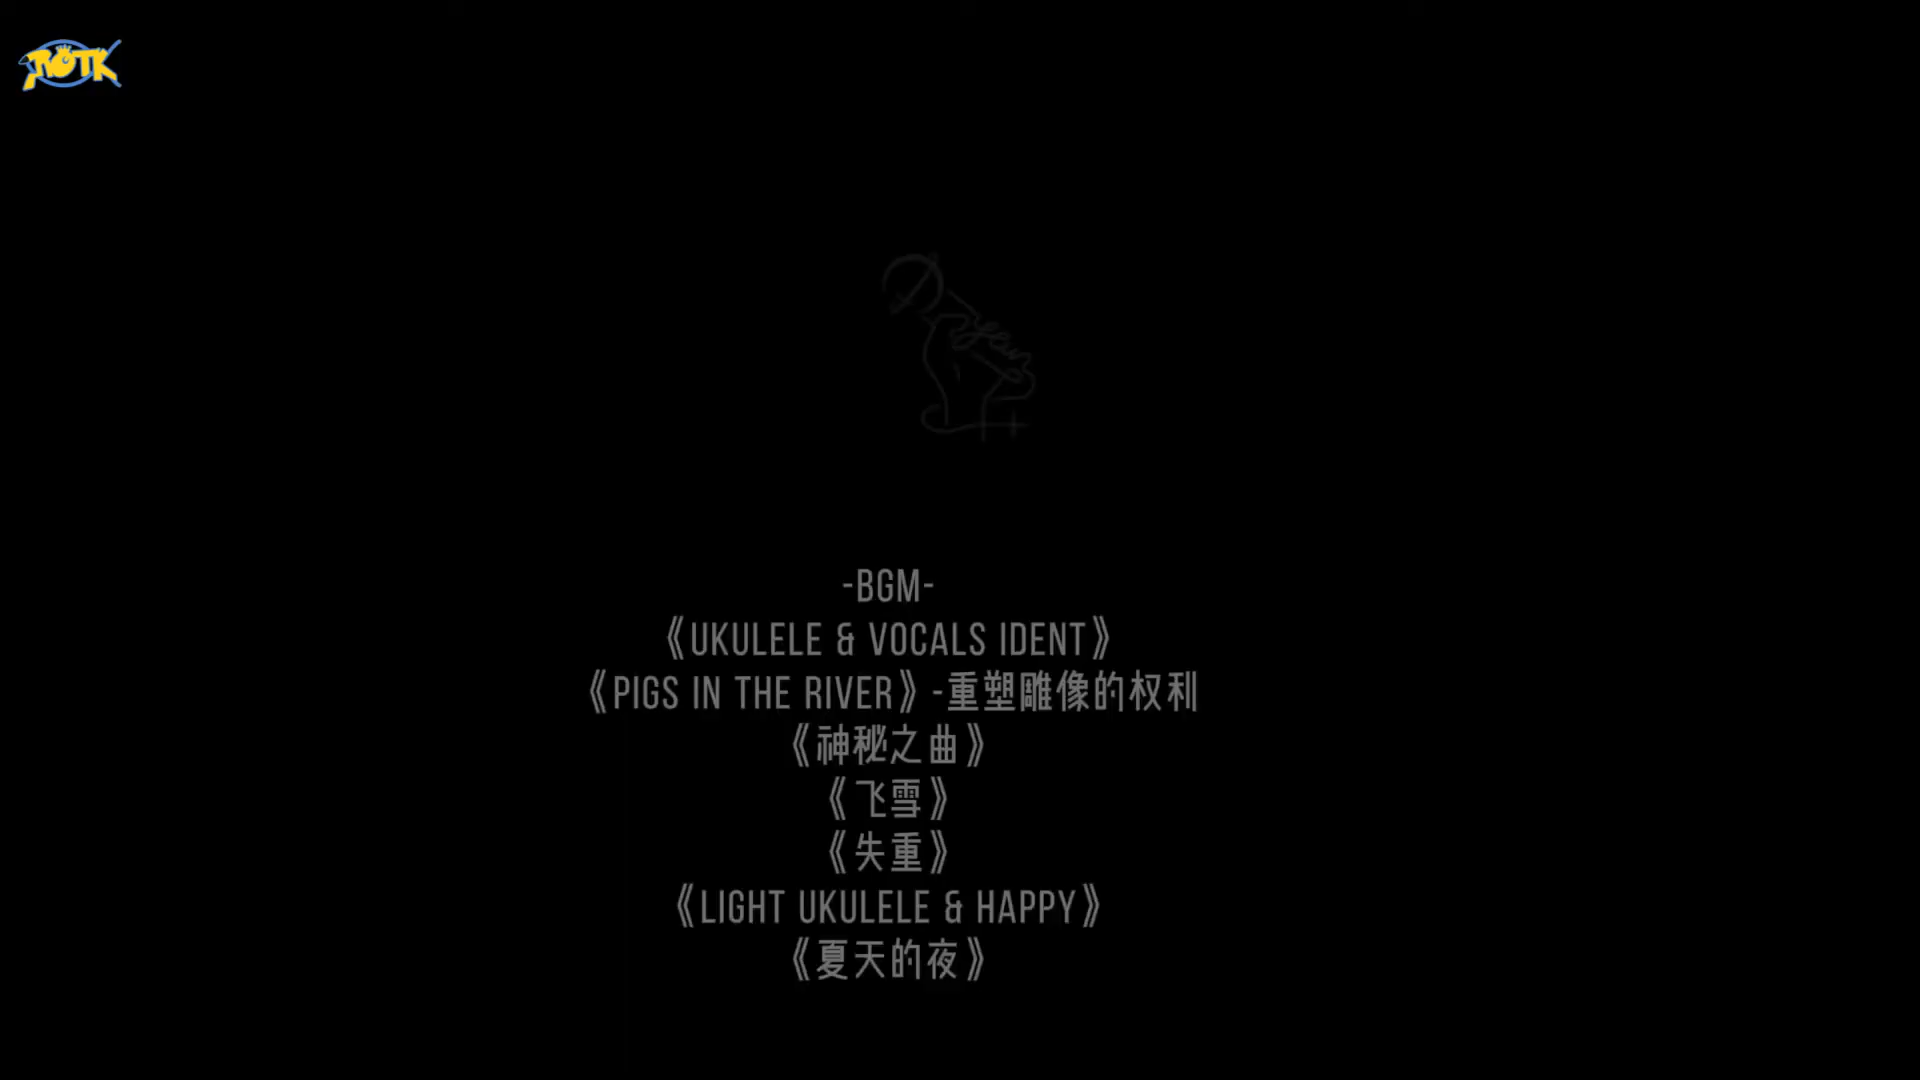 ROTK
-BGM-
《UKULELE & VOCALS IDENT》
《PIGS IN THE RIVER》-重塑雕像的权利
《神秘之曲》
《飞雪》
《失重》
《LIGHT UKULELE & HAPPY》
《夏天的夜》